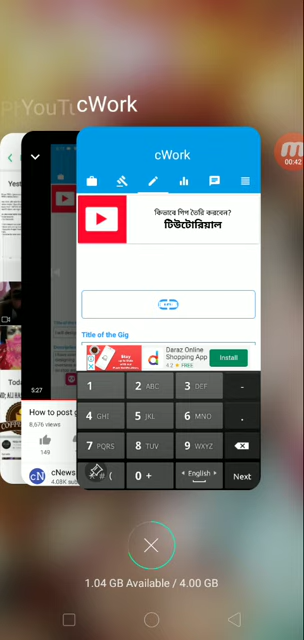 YouTu
cWork
00:42
cWork
Yest
কিভাবে গিগ তৈরি করবেন?
টিউটোরিয়াল
Title of the Gig
Daraz Online
Shopping App
4.2 ★ FREE
Install
5:27
How to post g
8,676 views
149
Toda
cN
cNews
4.08K sub
1
2 ABC
3 DEF
-
4 GHI
5 JKL
6 MNO
.
7 PQRS
8 TUV
9 WXYZ
* # (
0 +
English
Next
1.04 GB Available / 4.00 GB